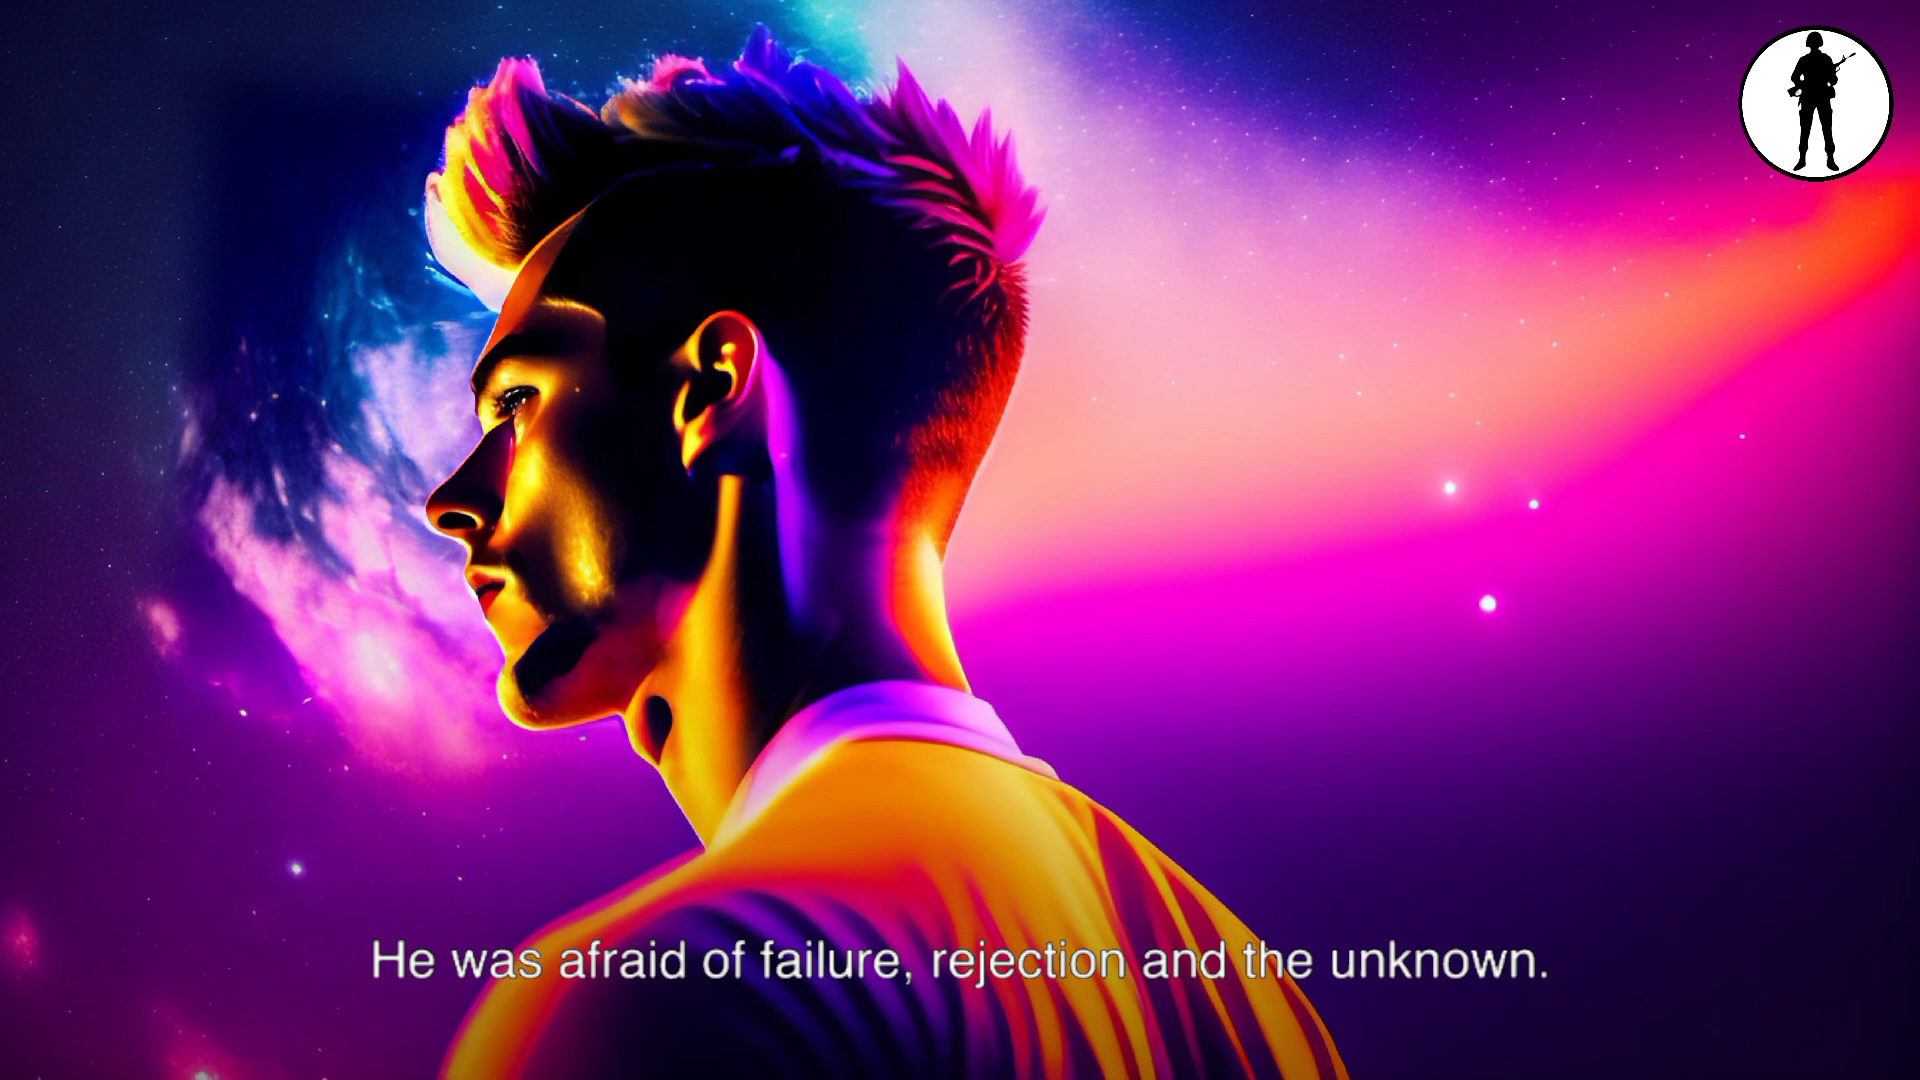 He was afraid of failure, rejection and the unknown.